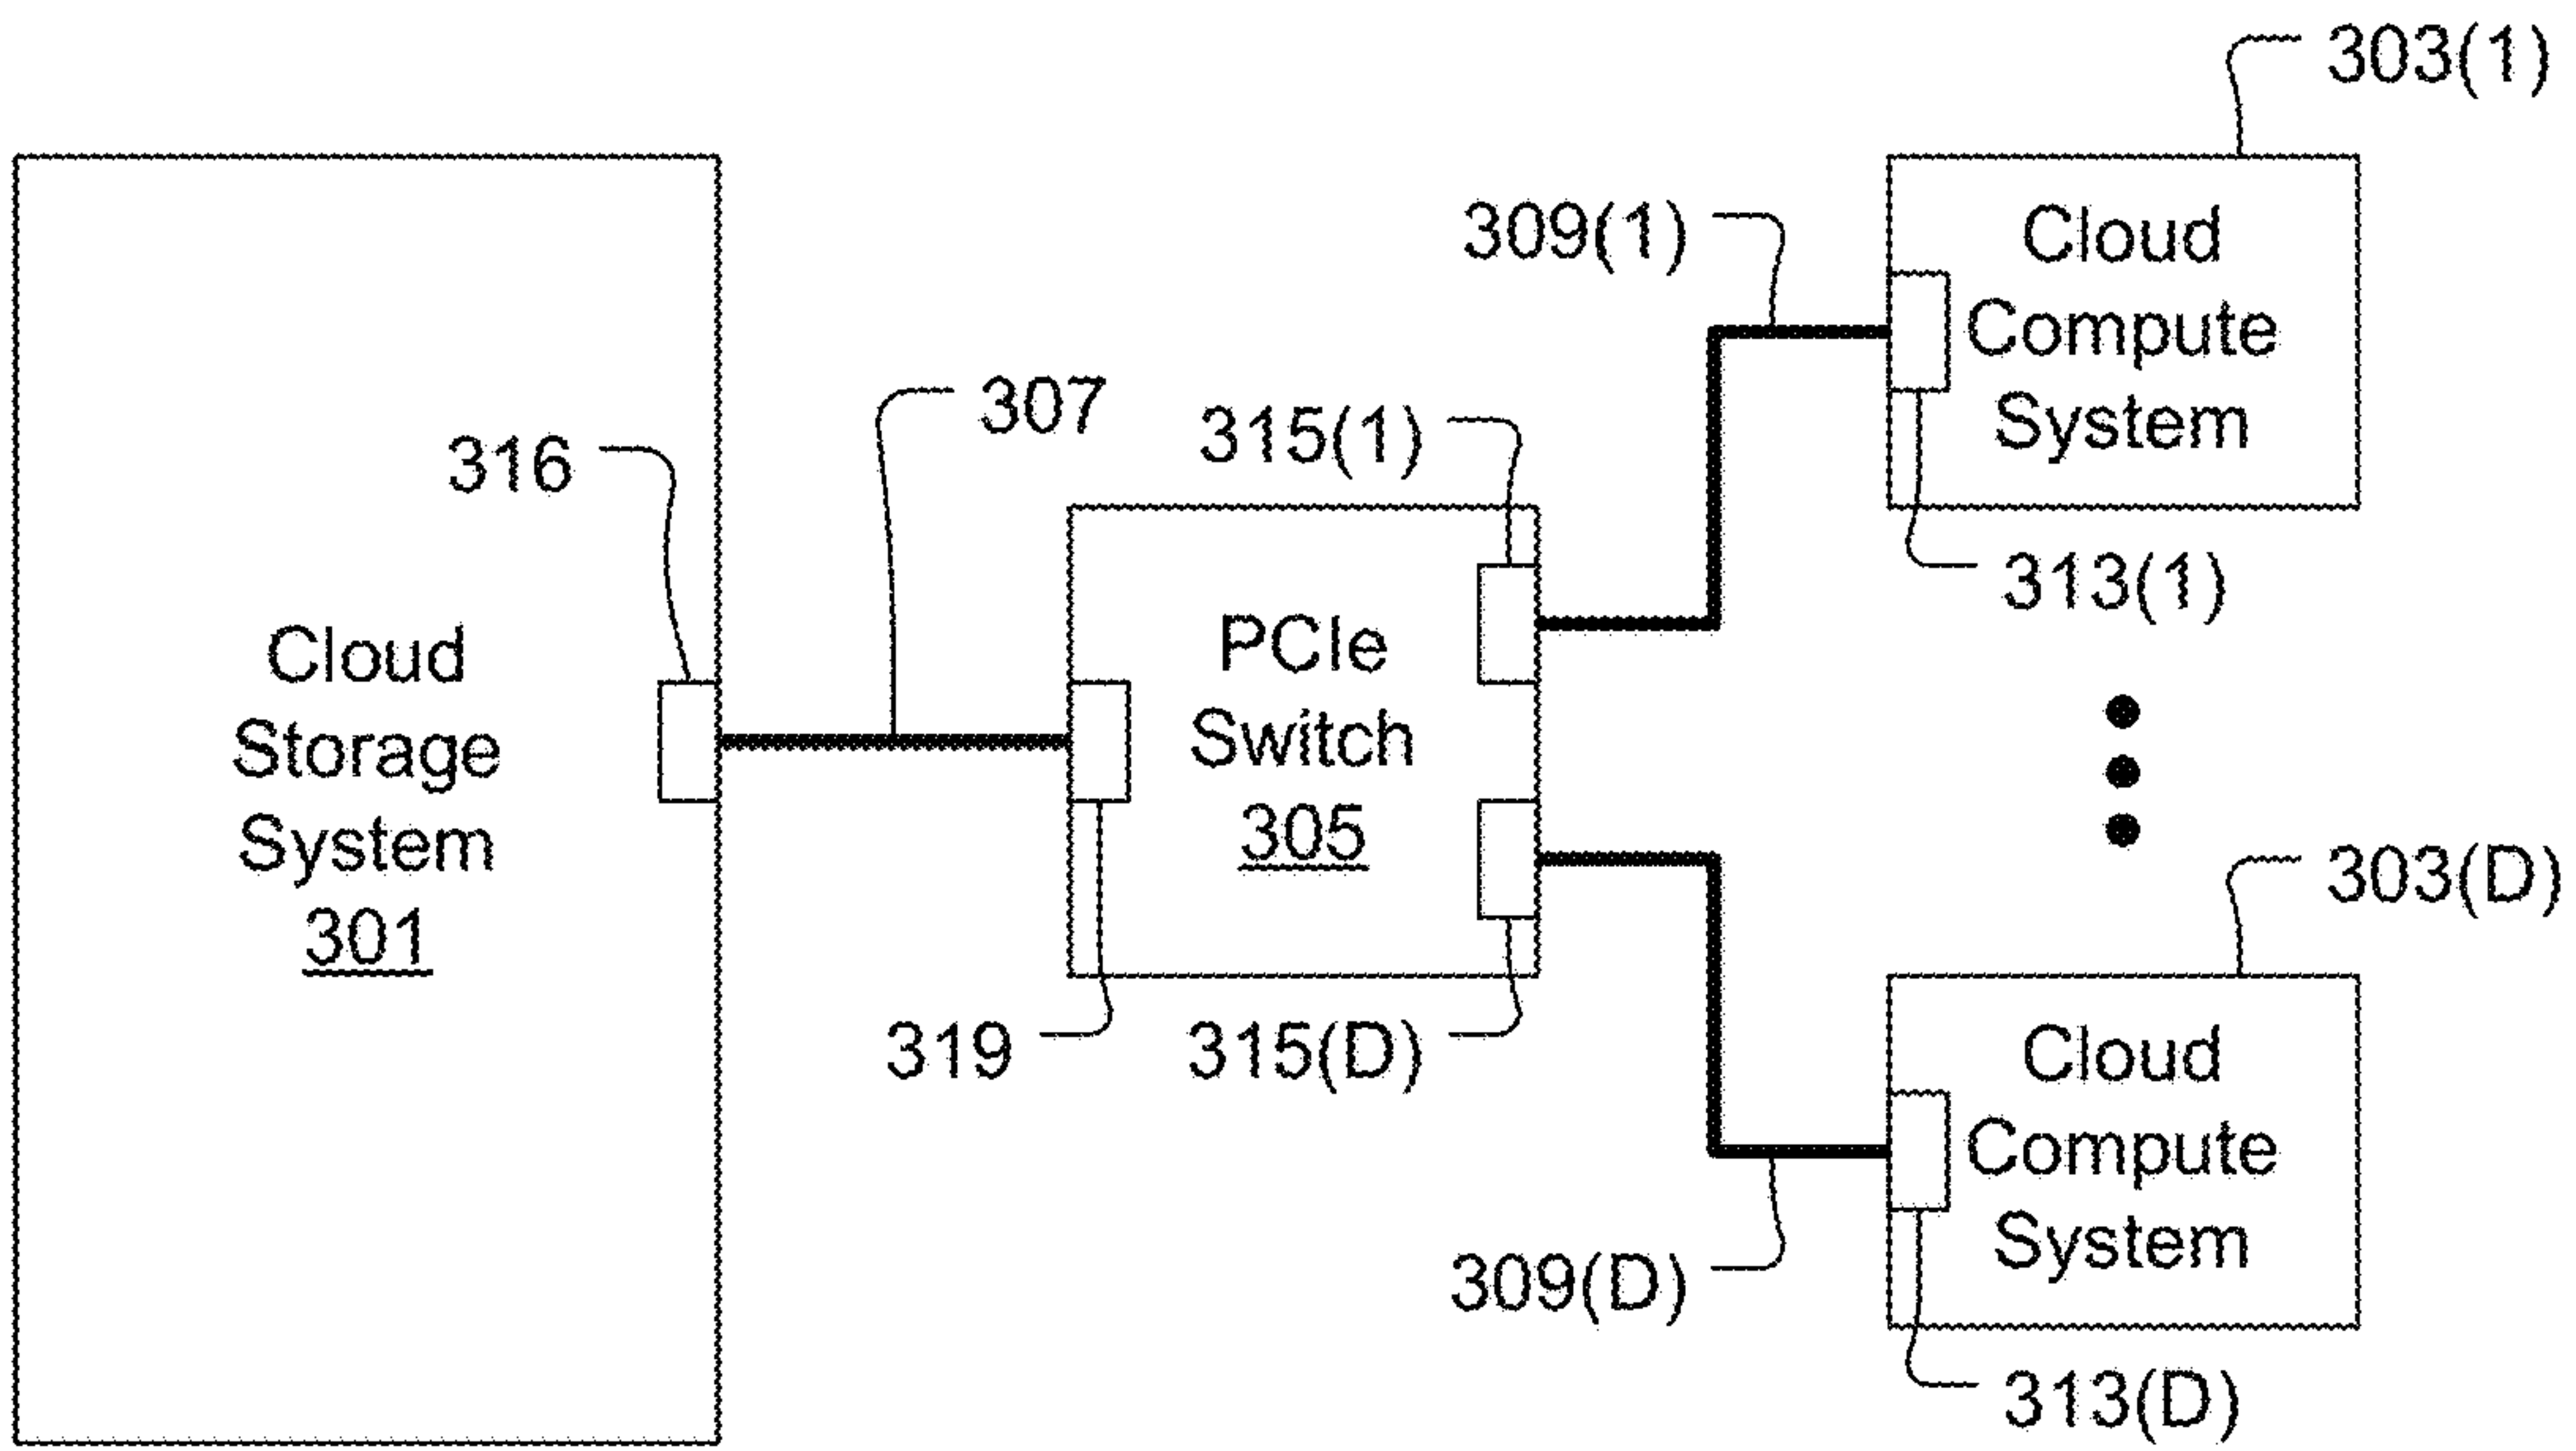 303(1)
Cloud
Compute
System
309(1)
313(1)
307
315(1)
316
Cloud
Storage
System
301
PCIe
Switch
305
319
315(D)
303(D)
Cloud
Compute
System
309(D)
313(D)